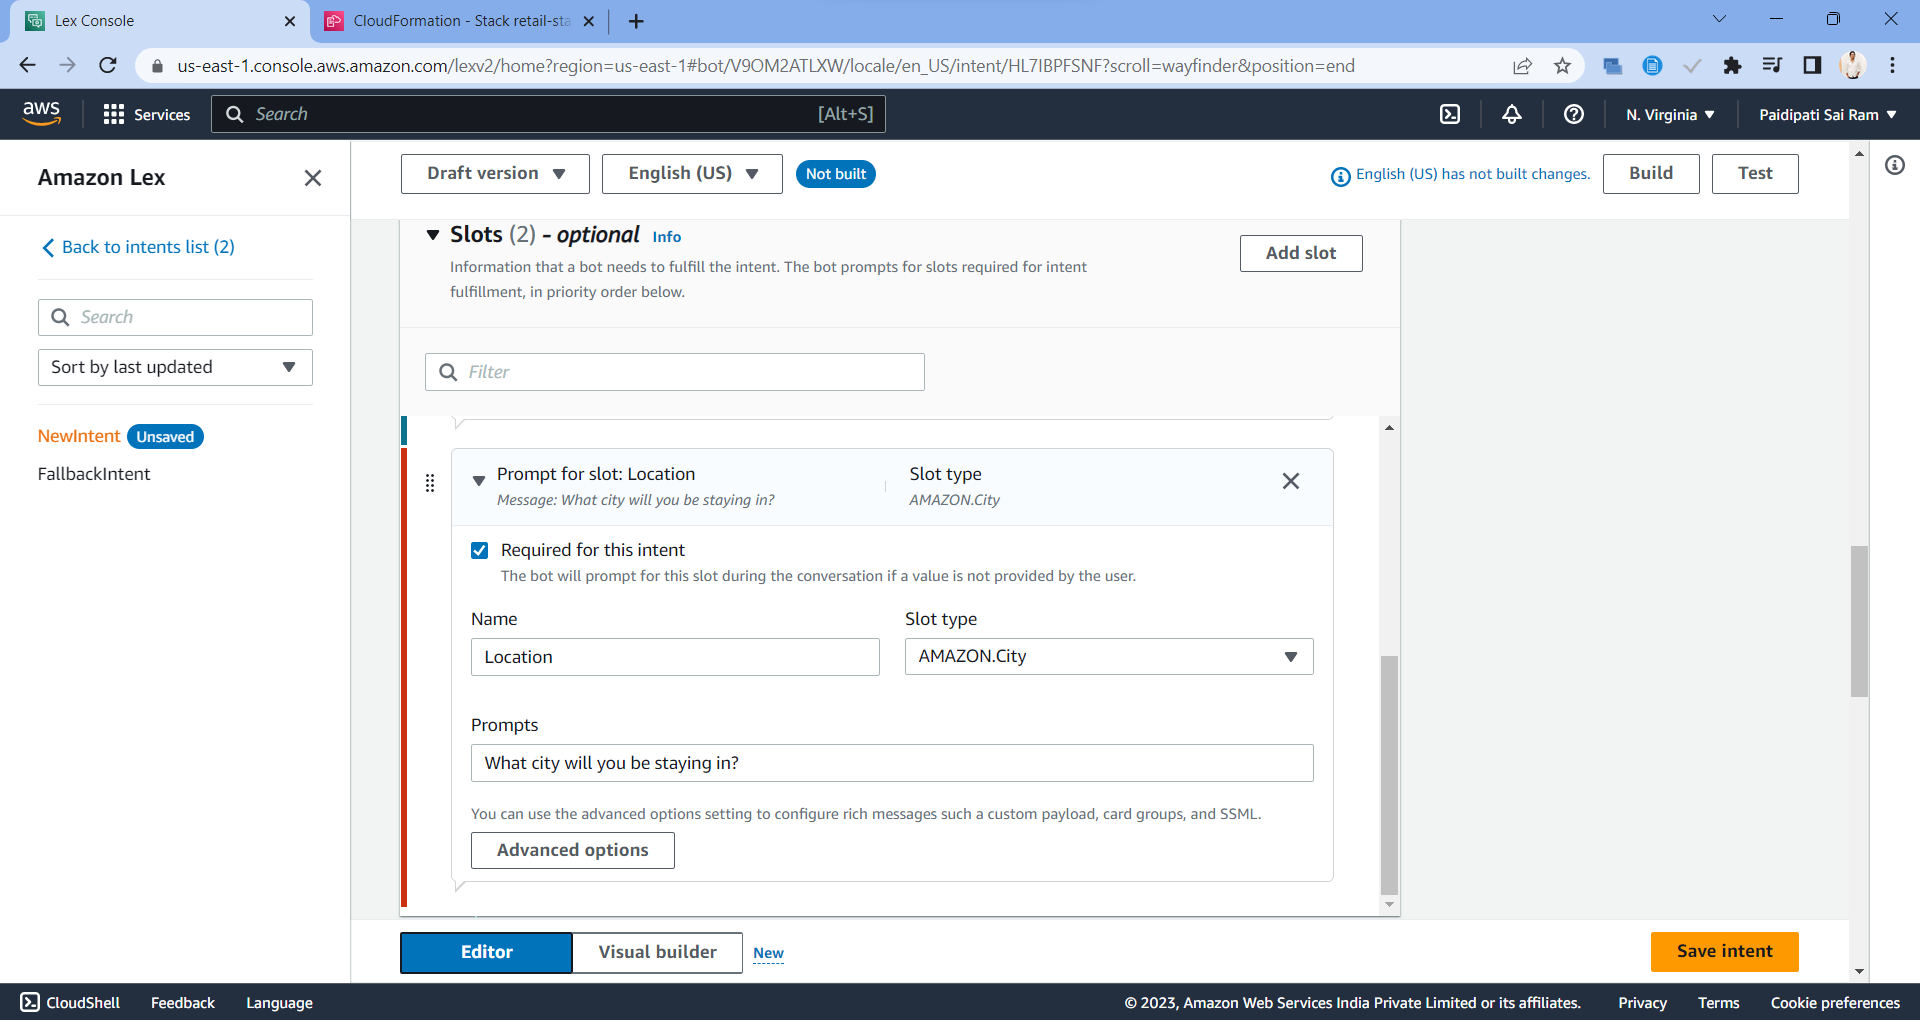 Lex Console
CloudFormation - Stack retail-sta
us-east-1.console.aws.amazon.com/lexv2/home?region=us-east-1#bot/V9OM2ATLXW/locale/en_US/intent/HL7IBPFSNF?scroll=wayfinder&position=end
aws
Services
Search
[Alt+S]
N. Virginia
Paidipati Sai Ram
Amazon Lex
Back to intents list (2)
Search
Sort by last updated
NewIntent
Unsaved
FallbackIntent
Draft version
English (US)
Not built
English (US) has not built changes.
Build
Test
Slots (2) - optional
Info
Add slot
Information that a bot needs to fulfill the intent. The bot prompts for slots required for intent
fulfillment, in priority order below.
Filter
Prompt for slot: Location
Message: What city will you be staying in?
Slot type
AMAZON.City
Required for this intent
The bot will prompt for this slot during the conversation if a value is not provided by the user.
Name
Location
Slot type
AMAZON.City
Prompts
What city will you be staying in?
You can use the advanced options setting to configure rich messages such a custom payload, card groups, and SSML.
Advanced options
Editor
Visual builder
New
Save intent
CloudShell
Feedback
Language
© 2023, Amazon Web Services India Private Limited or its affiliates.
Privacy
Terms
Cookie preferences